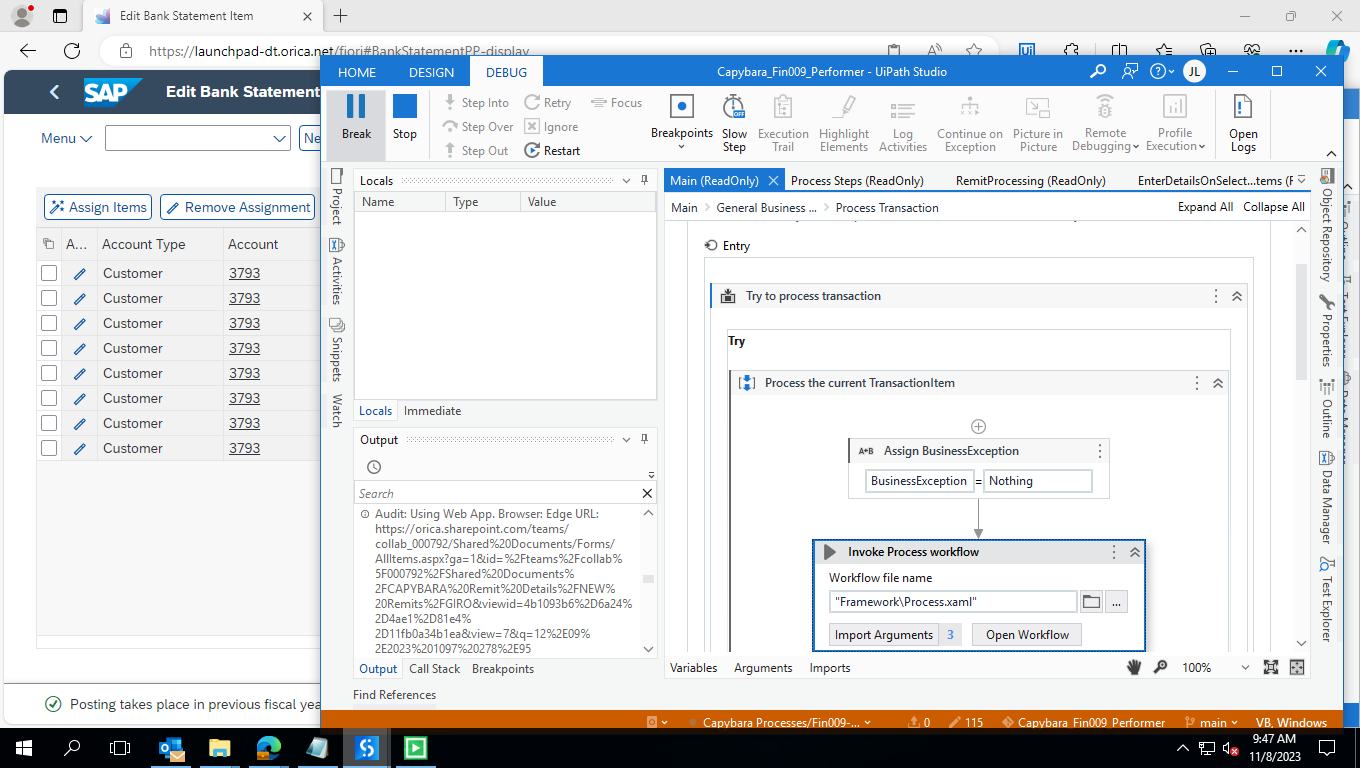 Edit Bank Statement Item
https://launchpad-dt.orica.net/fiori#BankStatementPP-display
SAP
Edit Bank Statement
Menu
Ne
Assign Items
Remove Assignment
A...
Account Type
Account
Customer
3793
Customer
3793
Customer
3793
Customer
3793
Customer
3793
Customer
3793
Customer
3793
Customer
3793
Posting takes place in previous fiscal yea
HOME
DESIGN
DEBUG
Capybara_Fin009_Performer - UiPath Studio
JL
Break
Stop
Step Into
Step Over
Step Out
Retry
Ignore
Restart
Focus
Breakpoints
Slow
Step
Execution
Trail
Highlight
Elements
Log
Activities
Continue on
Exception
Picture in
Picture
Remote
Debugging
Profile
Execution
Open
Logs
Project
Activities
Snippets
Watch
Locals
Name
Type
Value
Locals
Immediate
Output
Search
Audit: Using Web App. Browser: Edge URL:
https://orica.sharepoint.com/teams/
collab_000792/Shared%20Documents/Forms/
AllItems.aspx?ga=1&id=%2Fteams%2Fcollab%
5F000792%2FShared%20Documents%
2FCAPYBARA%20Remit%20Details%2FNEW%
20Remits%2FGIRO&viewid=4b1093b6%2D6a24%
2D4ae1%2D81e4%
2D11fb0a34b1ea&view=7&q=12%2E09%
2E2023%201097%20278%2E95
Output
Call Stack
Breakpoints
Find References
Main (ReadOnly)
Process Steps (ReadOnly)
RemitProcessing (ReadOnly)
EnterDetailsOnSelect...tems (F
Main
General Business ...
Process Transaction
Expand All
Collapse All
Entry
Try to process transaction
Try
Process the current TransactionItem
A+B
Assign BusinessException
BusinessException
=
Nothing
Invoke Process workflow
Workflow file name
"Framework\Process.xaml"
...
Import Arguments
3
Open Workflow
Variables
Arguments
Imports
100%
Object Repository
Properties
Outline
Data Manager
Test Explorer
Capybara Processes/Fin009-...
0
115
Capybara_Fin009_Performer
main
VB, Windows
9:47 AM
11/8/2023